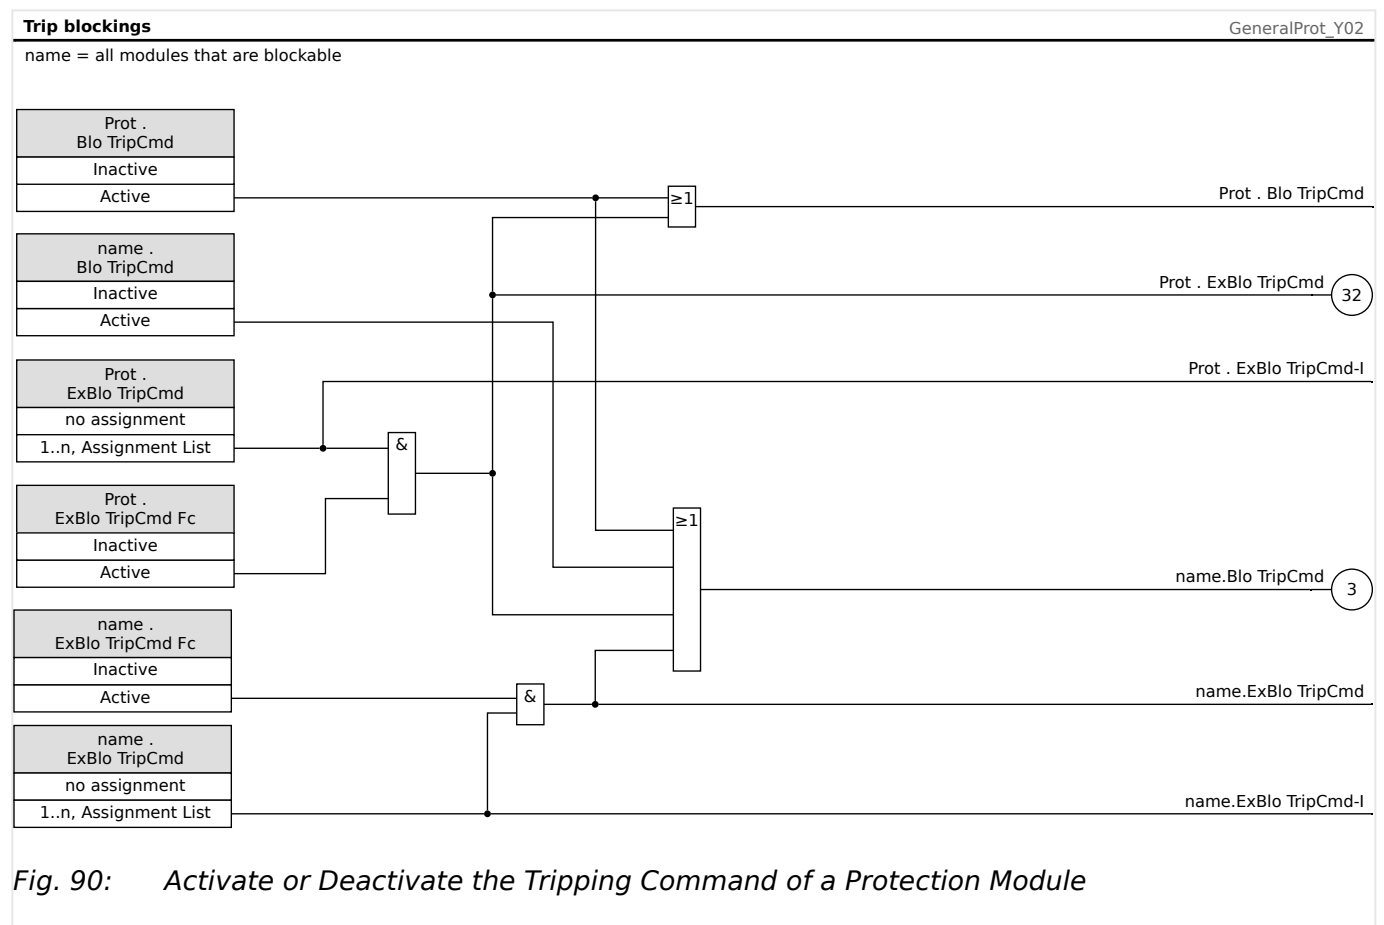 Trip blockings
GeneralProt_Y02
name = all modules that are blockable
Prot .
Blo TripCmd
Inactive
Active
name .
Blo TripCmd
Inactive
Active
Prot .
ExBlo TripCmd
no assignment
1..n, Assignment List
Prot .
ExBlo TripCmd Fc
Inactive
Active
name .
ExBlo TripCmd Fc
Inactive
Active
name .
ExBlo TripCmd
no assignment
1..n, Assignment List
&
&
≥1
≥1
Prot . Blo TripCmd
Prot . ExBlo TripCmd
32
Prot . ExBlo TripCmd-I
name.Blo TripCmd
3
name.ExBlo TripCmd
name.ExBlo TripCmd-I
Fig. 90: Activate or Deactivate the Tripping Command of a Protection Module